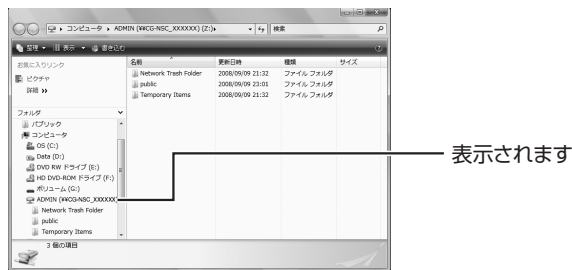 コンピュータ ▸ ADMIN (¥¥CG-NSC_XXXXXX) (Z:) ▸
検索
整理 ▼ 表示 ▼ 書き込む
お気に入りリンク
ピクチャ
詳細 »
フォルダ
パブリック
コンピュータ
OS (C:)
Data (D:)
DVD RW ドライブ (E:)
HD DVD-ROM ドライブ (F:)
ボリューム (G:)
ADMIN (¥¥CG-NSC_XXXXXX)
Network Trash Folder
public
Temporary Items
名前 更新日時 種類 サイズ
Network Trash Folder 2008/09/09 21:32 ファイル フォルダ
public 2008/09/09 23:01 ファイル フォルダ
Temporary Items 2008/09/09 21:32 ファイル フォルダ
3 個の項目
表示されます